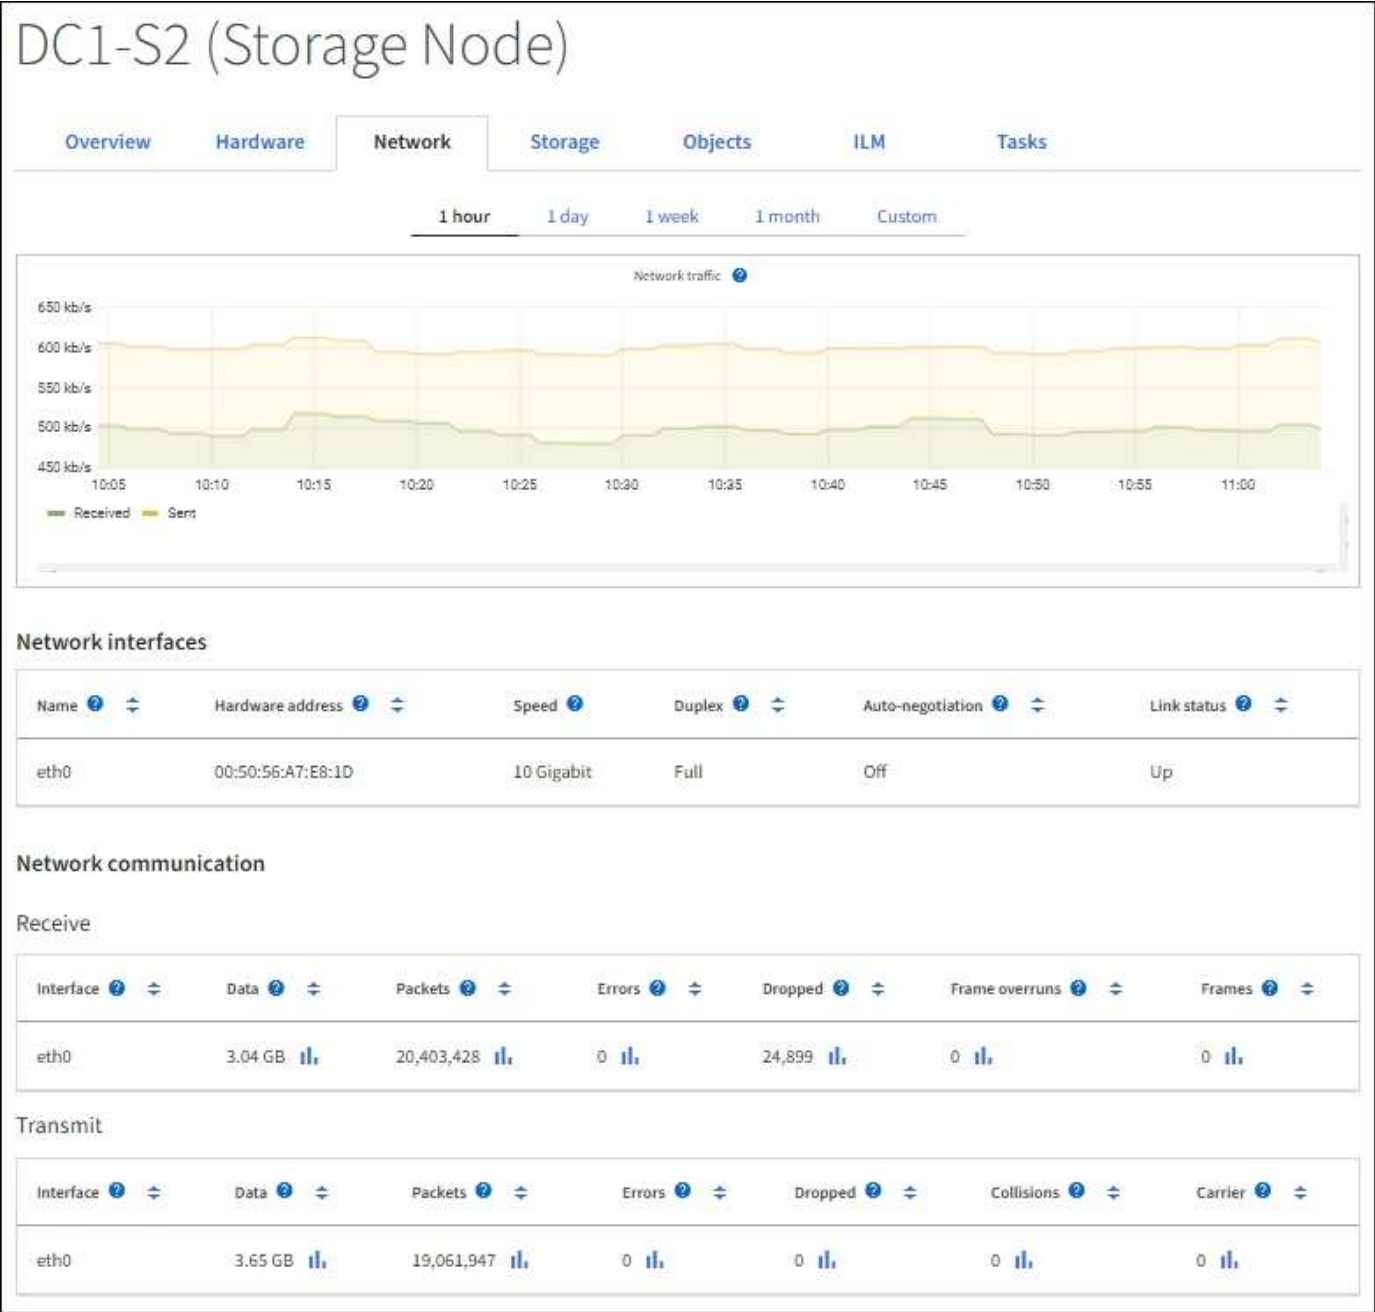 DC1-S2 (Storage Node)
Overview Hardware Network Storage Objects ILM Tasks
1 hour 1 day 1 week 1 month Custom
Network traffic
650 kb/s
600 kb/s
550 kb/s
500 kb/s
450 kb/s
10:05 10:10 10:15 10:20 10:25 10:30 10:35 10:40 10:45 10:50 10:55 11:00
Received Sent
Network interfaces
Name Hardware address Speed Duplex Auto-negotiation Link status
eth0 00:50:56:A7:E8:1D 10 Gigabit Full Off Up
Network communication
Receive
Interface Data Packets Errors Dropped Frame overruns Frames
eth0 3.04 GB 20,403,428 0 24,899 0 0
Transmit
Interface Data Packets Errors Dropped Collisions Carrier
eth0 3.65 GB 19,061,947 0 0 0 0